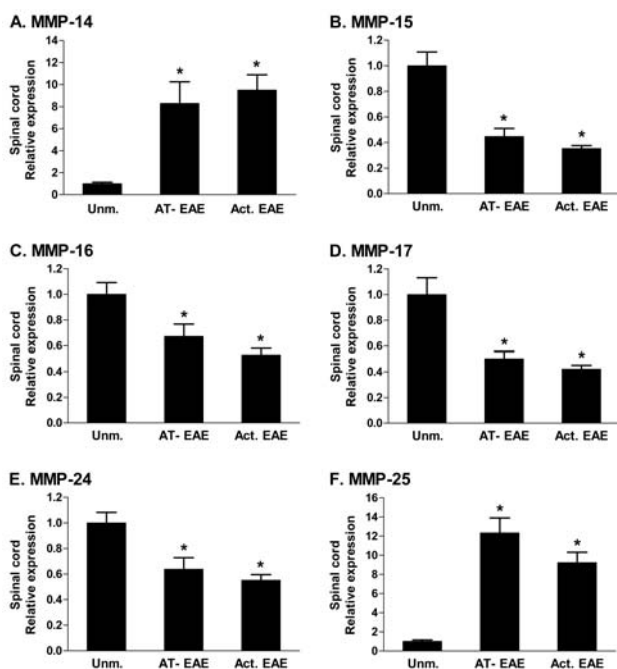 A. MMP-14
Spinal cord
Relative expression
14
12
10
8
6
4
2
0
*
*
Unm.
AT- EAE
Act. EAE
B. MMP-15
Spinal cord
Relative expression
1.2
1.0
0.8
0.6
0.4
0.2
0.0
*
*
Unm.
AT- EAE
Act. EAE
C. MMP-16
Spinal cord
Relative expression
1.2
1.0
0.8
0.6
0.4
0.2
0.0
*
*
Unm.
AT- EAE
Act. EAE
D. MMP-17
Spinal cord
Relative expression
1.2
1.0
0.8
0.6
0.4
0.2
0.0
*
*
Unm.
AT- EAE
Act. EAE
E. MMP-24
Spinal cord
Relative expression
1.2
1.0
0.8
0.6
0.4
0.2
0.0
*
*
Unm.
AT- EAE
Act. EAE
F. MMP-25
Spinal cord
Relative expression
16
14
12
10
8
6
4
2
0
*
*
Unm.
AT- EAE
Act. EAE